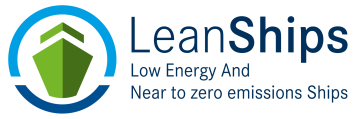 LeanShips
Low Energy And
Near to zero emissions Ships